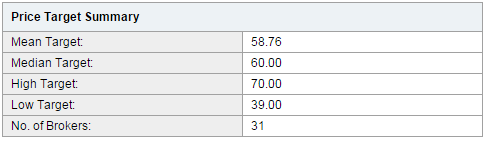 Price Target Summary
Mean Target: 58.76
Median Target: 60.00
High Target: 70.00
Low Target: 39.00
No. of Brokers: 31